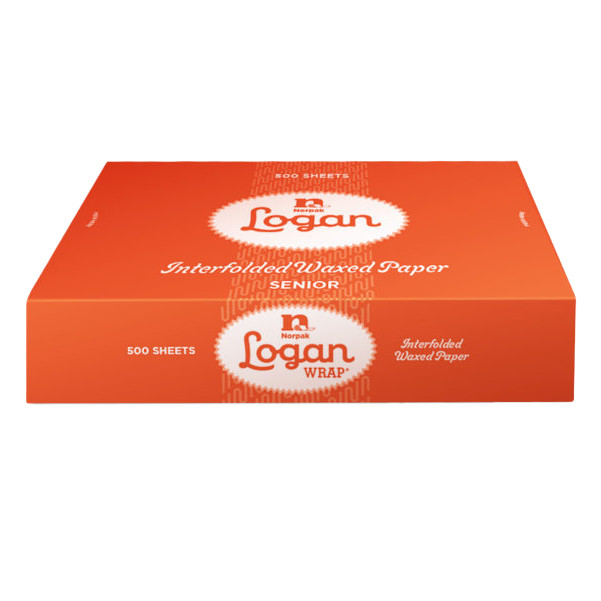 500 SHEETS
n
Norpak
Logan
Interfolded Waxed Paper
SENIOR
500 SHEETS
n
Norpak
Logan
WRAP®
Interfolded
Waxed Paper